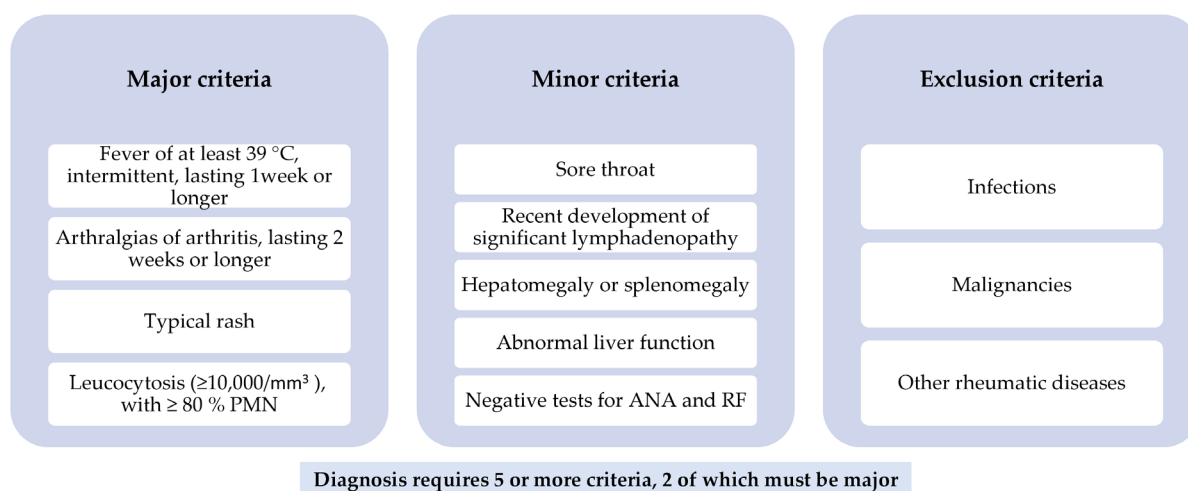 Major criteria
Fever of at least 39 °C,
intermittent, lasting 1week or
longer
Arthralgias of arthritis, lasting 2
weeks or longer
Typical rash
Leucocytosis (≥10,000/mm³ ),
with ≥ 80 % PMN
Minor criteria
Sore throat
Recent development of
significant lymphadenopathy
Hepatomegaly or splenomegaly
Abnormal liver function
Negative tests for ANA and RF
Exclusion criteria
Infections
Malignancies
Other rheumatic diseases
Diagnosis requires 5 or more criteria, 2 of which must be major